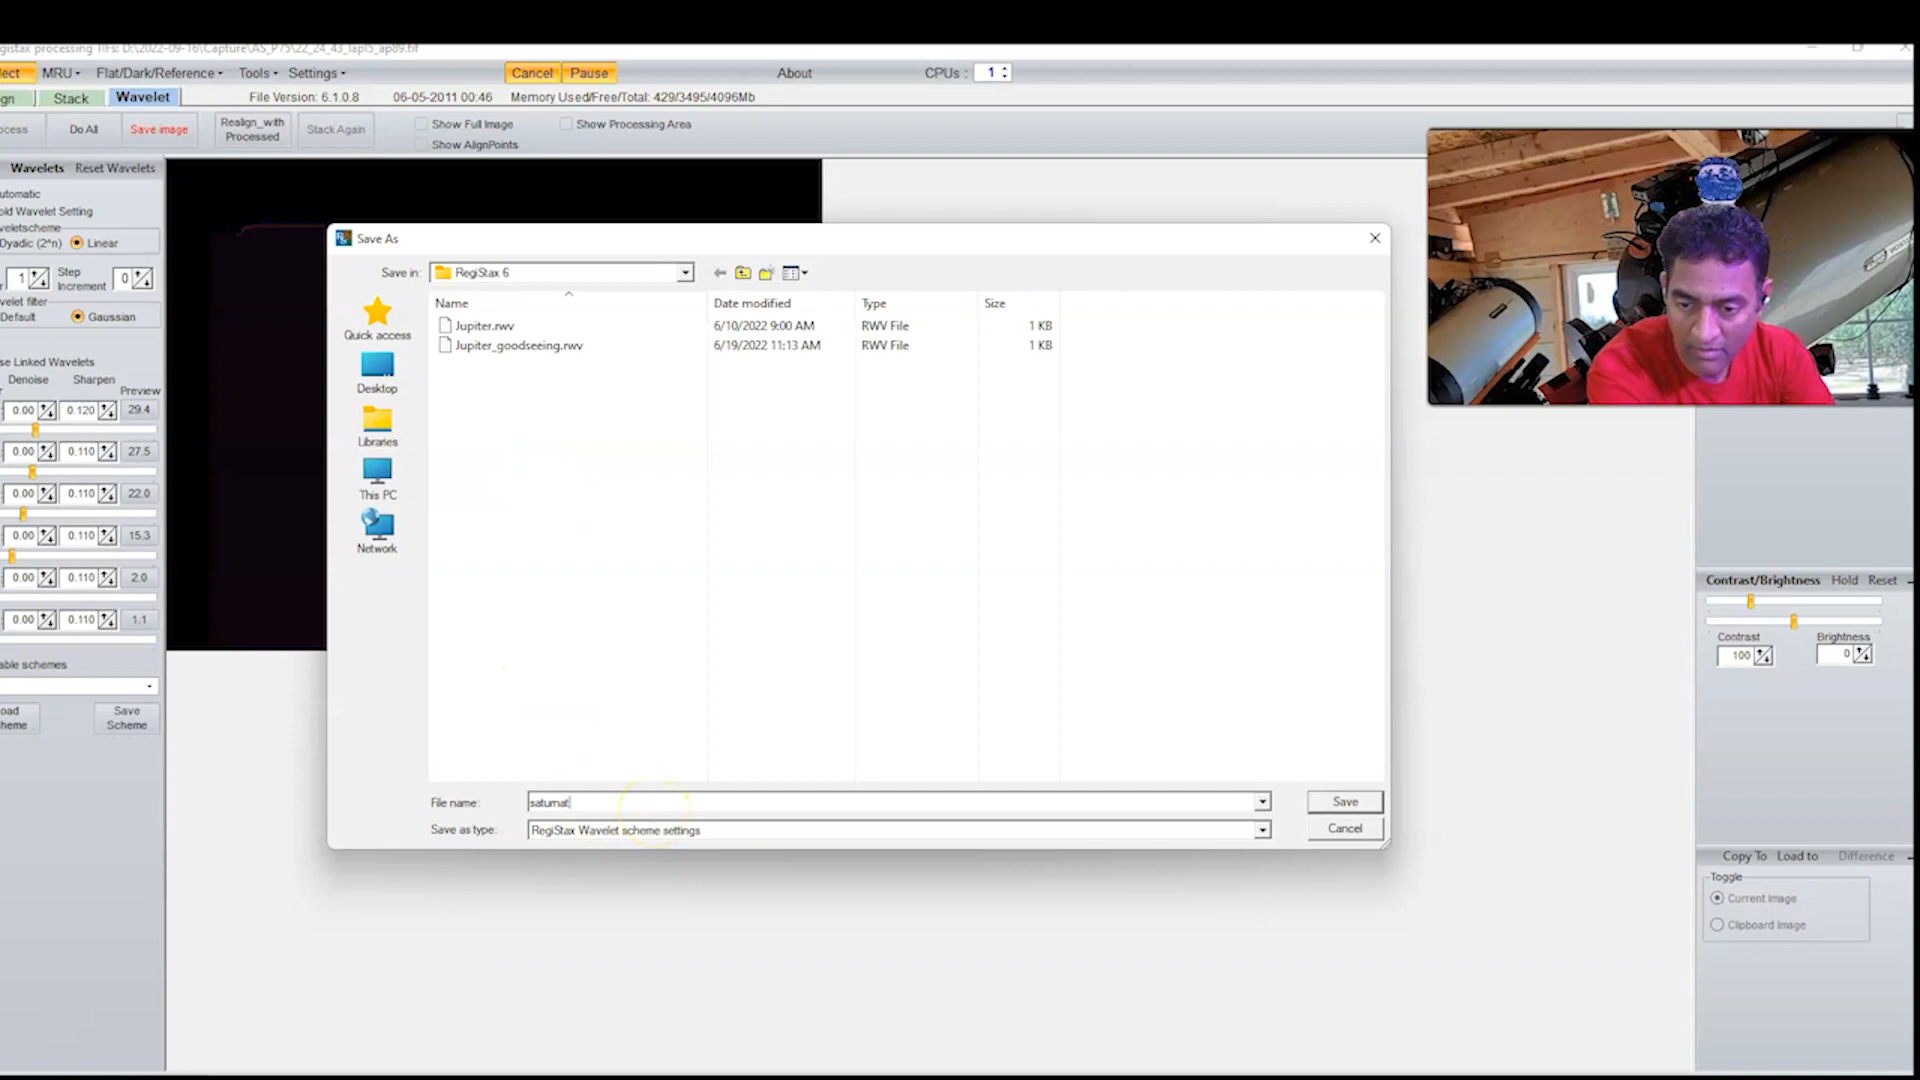 gistax processing TIFs: D:\2022-09-16\Capture\AS_P75\22_24_43_lapl5_ap89.tif
lect MRU Flat/Dark/Reference Tools Settings Cancel Pause About CPUs : 1
gn Stack Wavelet File Version: 6.1.0.8 06-05-2011 00:46 Memory Used/Free/Total: 429/3495/4096Mb
ocess Do All Save image Realign_with Processed Stack Again Show Full Image Show Processing Area
Show AlignPoints
Wavelets Reset Wavelets
utomatic
old Wavelet Setting
veletscheme
Dyadic (2^n) Linear
1 Step Increment 0
velet filter
Default Gaussian
se Linked Wavelets
Denoise Sharpen Preview
0.00 0.120 29.4
0.00 0.110 27.5
0.00 0.110 22.0
0.00 0.110 15.3
0.00 0.110 2.0
0.00 0.110 1.1
able schemes
oad heme Save Scheme
Save As
Save in: RegiStax 6
Name Date modified Type Size
Jupiter.rwv 6/10/2022 9:00 AM RWV File 1 KB
Jupiter_goodseeing.rwv 6/19/2022 11:13 AM RWV File 1 KB
Quick access
Desktop
Libraries
This PC
Network
File name: saturnat Save
Save as type: RegiStax Wavelet scheme settings Cancel
Contrast/Brightness Hold Reset
Contrast Brightness
100 0
Copy To Load to Difference
Toggle
Current Image
Clipboard Image